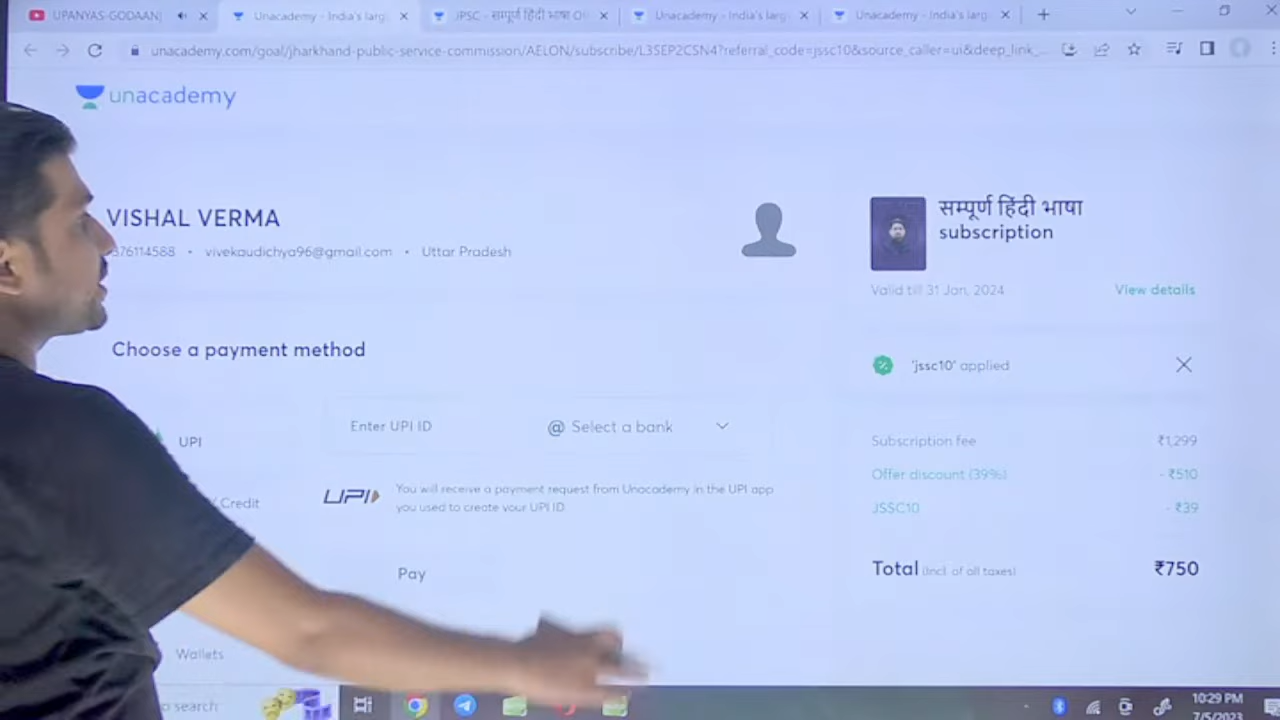 UPANYAS-GODAAN
Unacademy - India's larg
JPSC - सम्पूर्ण हिंदी भाषा
Unacademy - India's larg
Unacademy - India's larg
unacademy.com/goal/jharkhand-public-service-commission/AELON/subscribe/L3SEP2CSN4?referral_code=jssc10&source_caller=ui&deep_link_...
unacademy
VISHAL VERMA
876114588 • vivekaudichya96@gmail.com • Uttar Pradesh
सम्पूर्ण हिंदी भाषा
subscription
Valid till 31 Jan, 2024
View details
Choose a payment method
'jssc10' applied
UPI
Enter UPI ID
@ Select a bank
Subscription fee ₹1,299
Offer discount (39%) - ₹510
JSSC10 - ₹39
Credit
UPI
You will receive a payment request from Unacademy in the UPI app
you used to create your UPI ID
Total (Incl. of all taxes) ₹750
Pay
Wallets
search
10:29 PM
7/5/2023